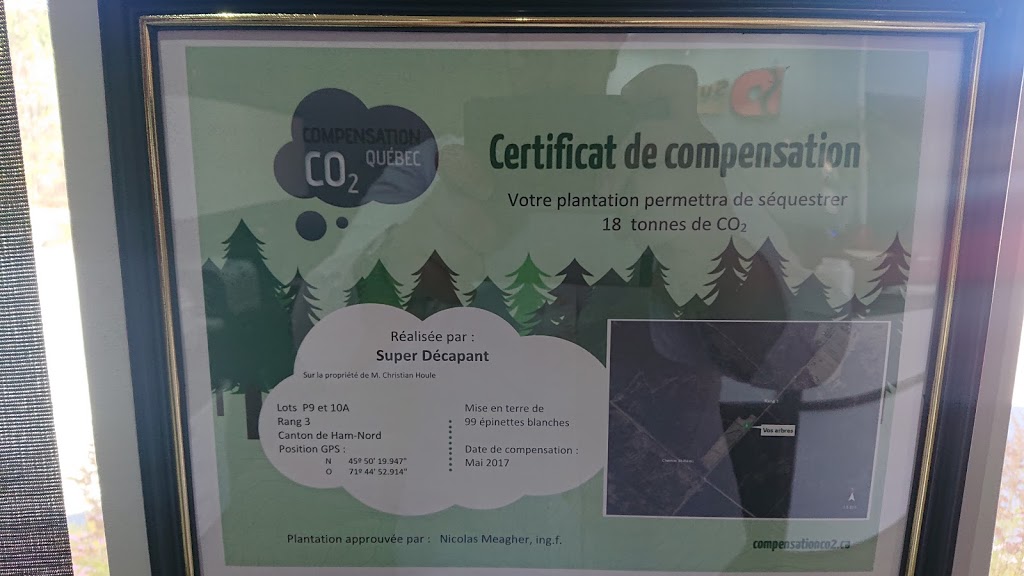 COMPENSATION
CO₂ QUÉBEC
Certificat de compensation
Votre plantation permettra de séquestrer
18 tonnes de CO₂
Réalisée par :
Super Décapant
Sur la propriété de M. Christian Houle
Lots P9 et 10A
Rang 3
Canton de Ham-Nord
Position GPS :
N 45º 50' 19.947"
O 71º 44' 52.914"
Mise en terre de
99 épinettes blanches
Date de compensation :
Mai 2017
Vos arbres
Plantation approuvée par : Nicolas Meagher, ing.f.
compensationco2.ca